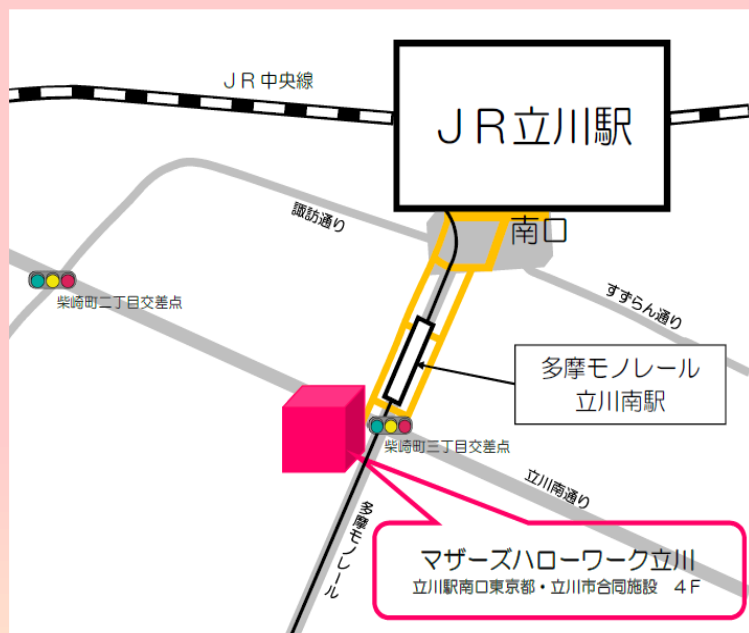 ＪＲ中央線
ＪＲ立川駅
諏訪通り
南口
柴崎町二丁目交差点
すずらん通り
多摩モノレール
立川南駅
柴崎町三丁目交差点
立川南通り
多摩モノレール
マザーズハローワーク立川
立川駅南口東京都・立川市合同施設　４Ｆ